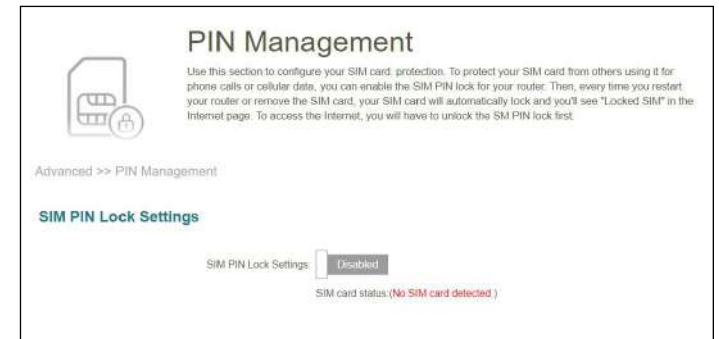 PIN Management
Use this section to configure your SIM card. protection. To protect your SIM card from others using it for
phone calls or cellular data, you can enable the SIM PIN lock for your router. Then, every time you restart
your router or remove the SIM card, your SIM card will automatically lock and you'll see "Locked SIM" in the
Internet page. To access the Internet, you will have to unlock the SM PIN lock first.
Advanced >> PIN Management
SIM PIN Lock Settings
SIM PIN Lock Settings: Disabled
SIM card status:(No SIM card detected )